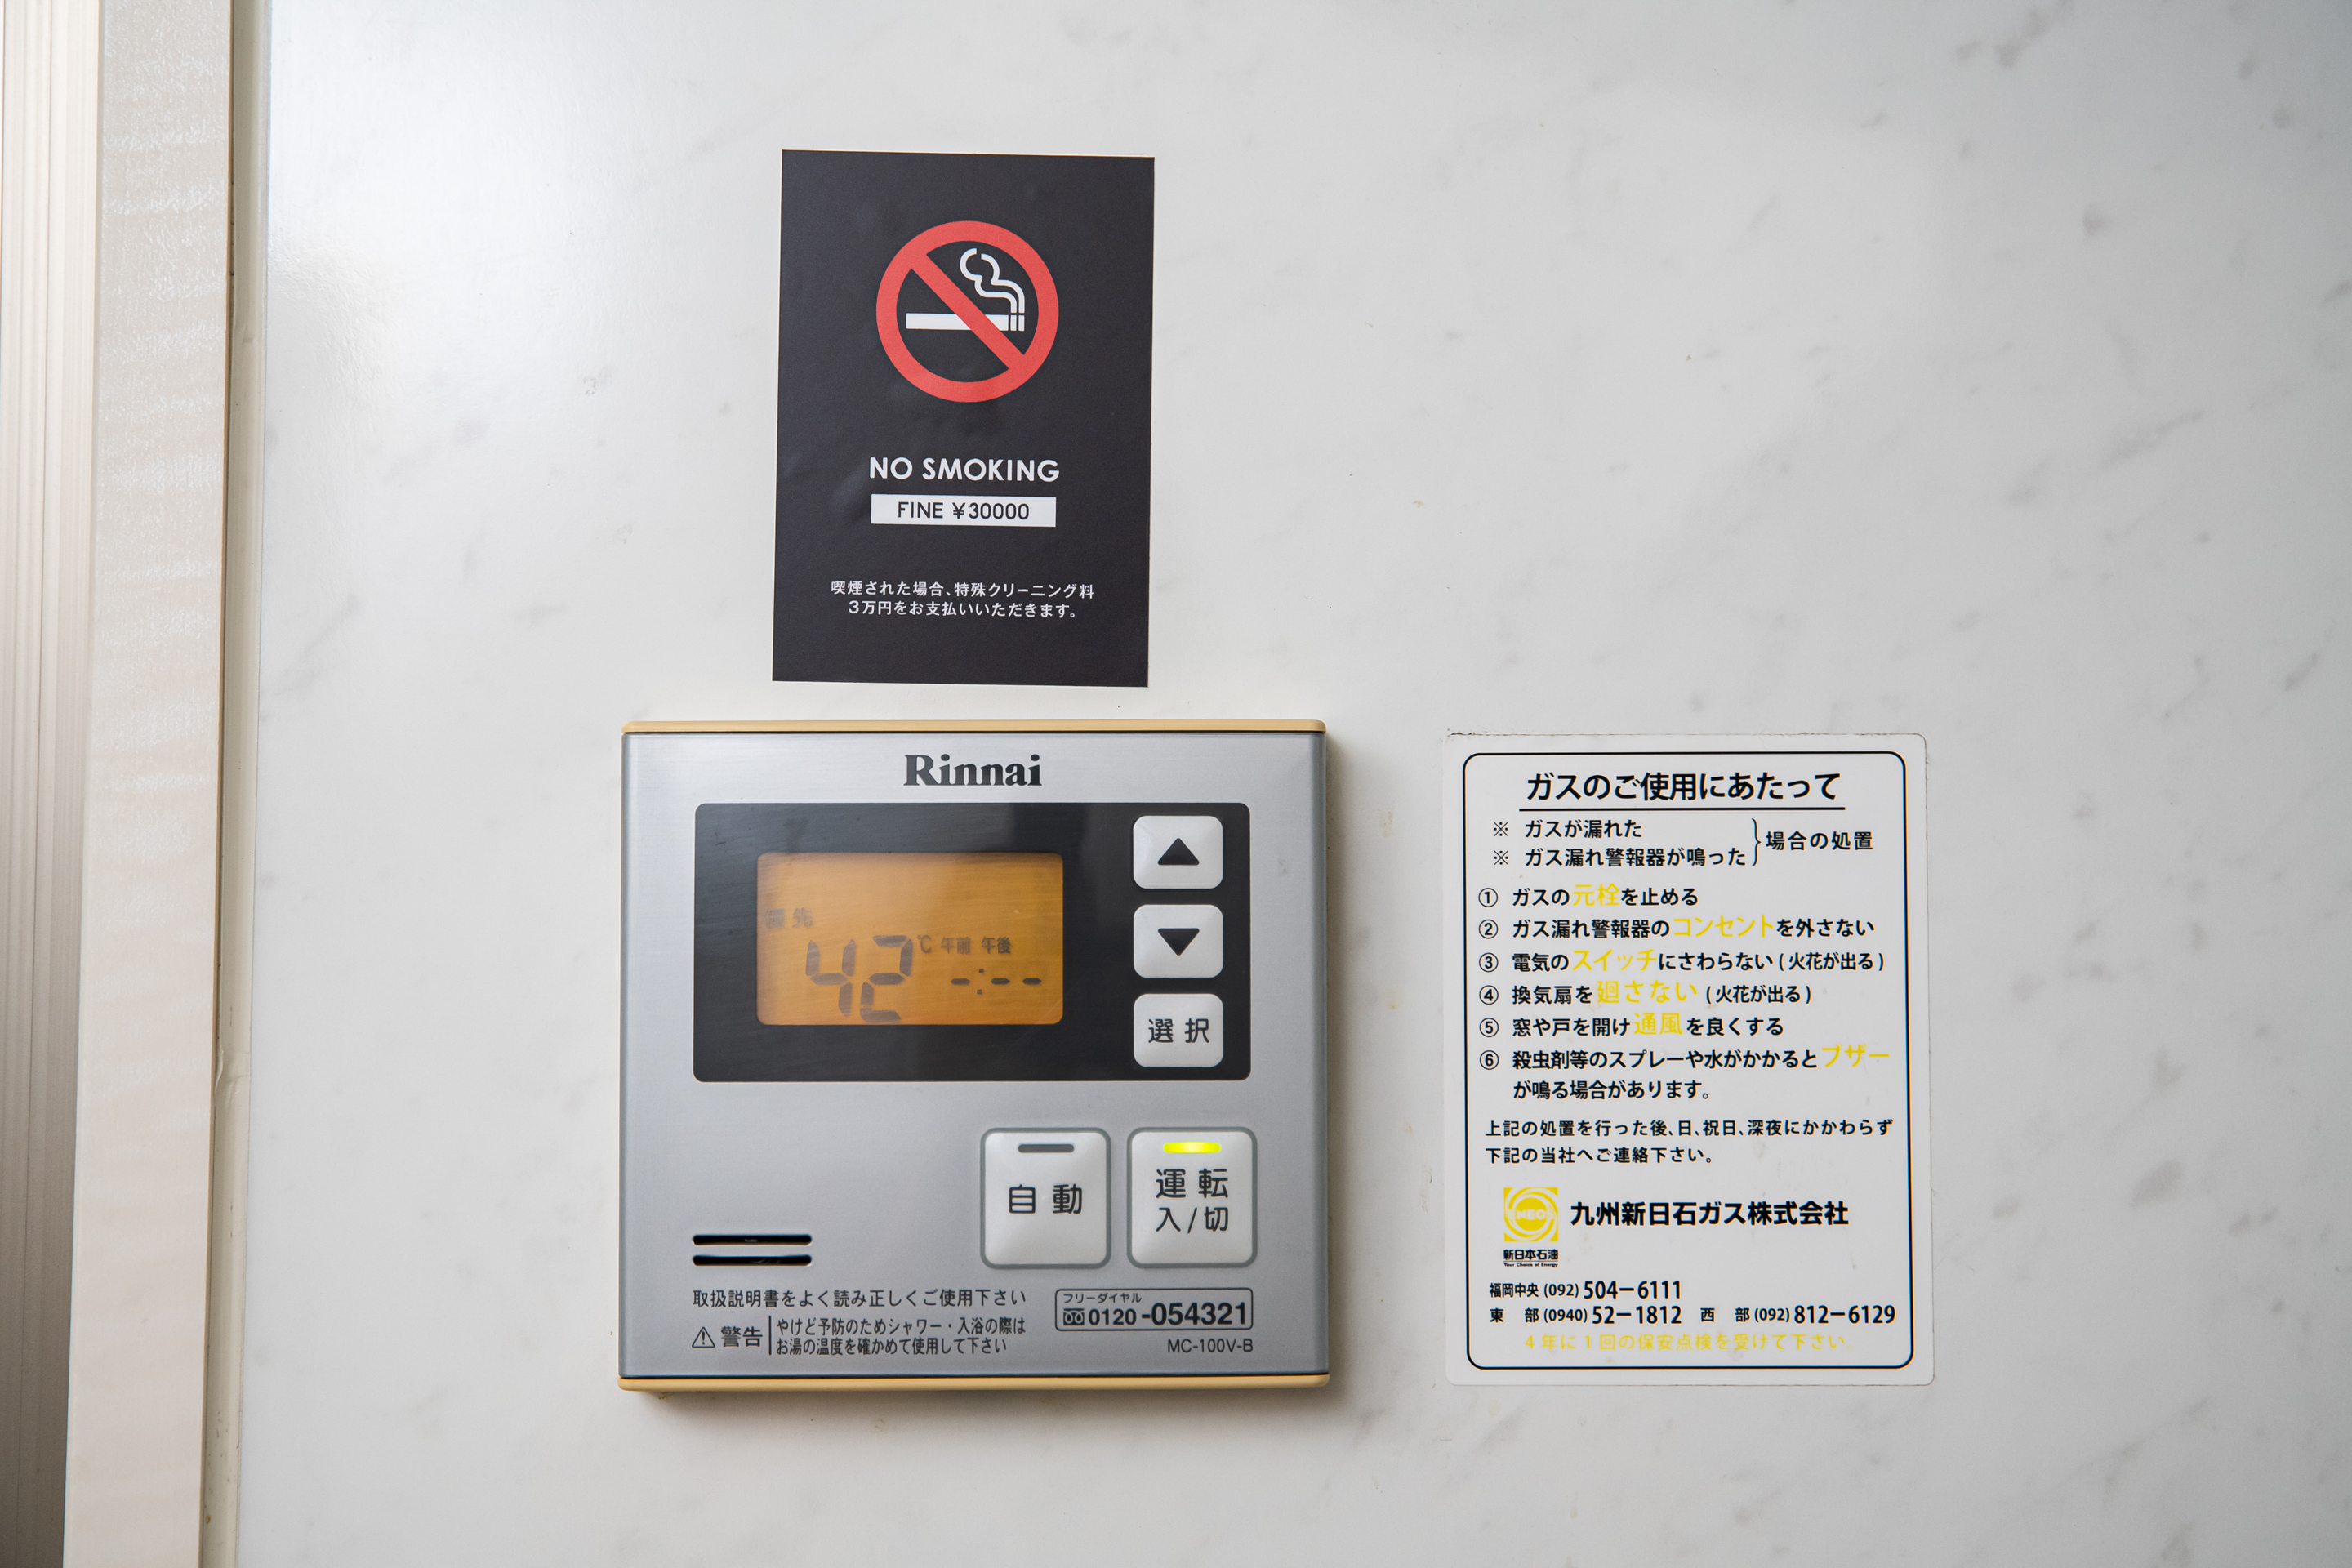 NO SMOKING
FINE ¥30000
喫煙された場合、特殊クリーニング料
3万円をお支払いいただきます。
Rinnai
優先
42℃ 午前 午後
-:--
選択
自動
運転
入/切
取扱説明書をよく読み正しくご使用下さい
警告
やけど予防のためシャワー・入浴の際は
お湯の温度を確かめて使用して下さい
フリーダイヤル
0120-054321
MC-100V-B
ガスのご使用にあたって
※ ガスが漏れた
※ ガス漏れ警報器が鳴った
場合の処置
① ガスの元栓を止める
② ガス漏れ警報器のコンセントを外さない
③ 電気のスイッチにさわらない(火花が出る)
④ 換気扇を廻さない(火花が出る)
⑤ 窓や戸を開け通風を良くする
⑥ 殺虫剤等のスプレーや水がかかるとブザー
が鳴る場合があります。
上記の処置を行った後、日、祝日、深夜にかかわらず
下記の当社へご連絡下さい。
ENEOS
新日本石油
Your Choice of Energy
九州新日石ガス株式会社
福岡中央 (092) 504-6111
東 部 (0940) 52-1812 西 部 (092) 812-6129
4年に1回の保安点検を受けて下さい。